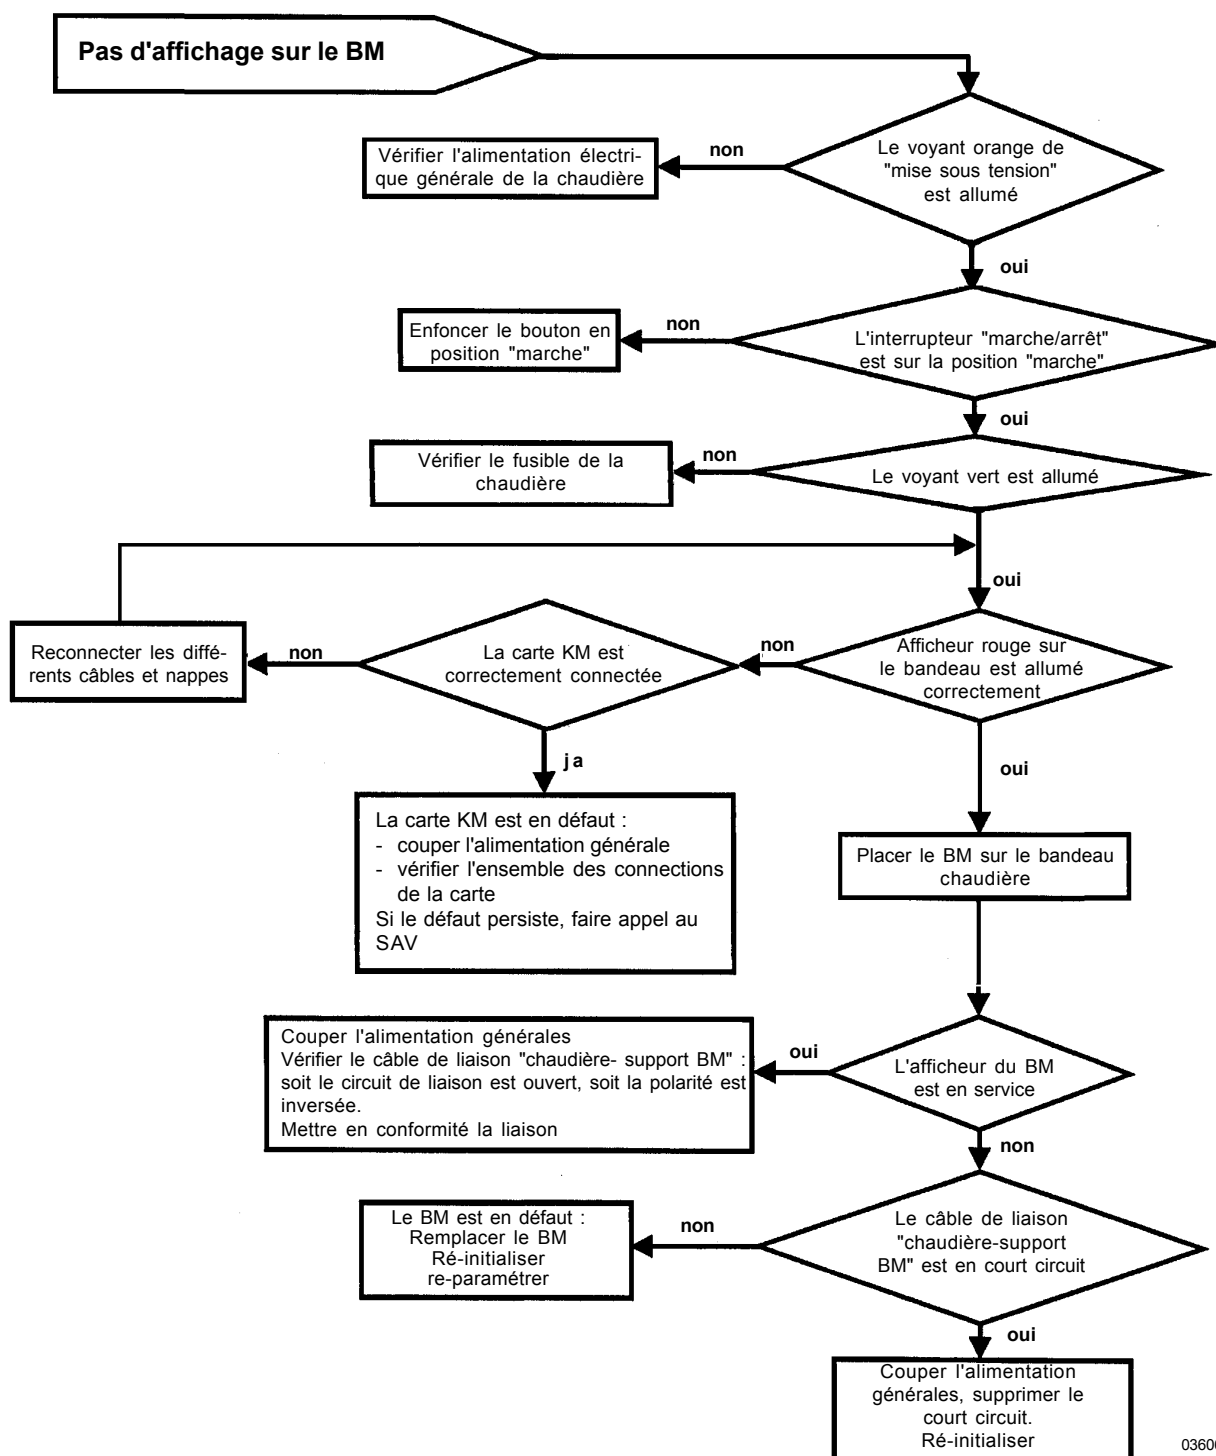 Pas d'affichage sur le BM
Le voyant orange de
"mise sous tension"
est allumé
non
Vérifier l'alimentation électri-
que générale de la chaudière
oui
L'interrupteur "marche/arrêt"
est sur la position "marche"
non
Enfoncer le bouton en
position "marche"
oui
Le voyant vert est allumé
non
Vérifier le fusible de la
chaudière
oui
Afficheur rouge sur
le bandeau est allumé
correctement
non
La carte KM est
correctement connectée
non
Reconnecter les diffé-
rents câbles et nappes
ja
La carte KM est en défaut :
- couper l'alimentation générale
- vérifier l'ensemble des connections
de la carte
Si le défaut persiste, faire appel au
SAV
oui
Placer le BM sur le bandeau
chaudière
L'afficheur du BM
est en service
oui
Couper l'alimentation générales
Vérifier le câble de liaison "chaudière- support BM" :
soit le circuit de liaison est ouvert, soit la polarité est
inversée.
Mettre en conformité la liaison
non
Le câble de liaison
"chaudière-support
BM" est en court circuit
non
Le BM est en défaut :
Remplacer le BM
Ré-initialiser
re-paramétrer
oui
Couper l'alimentation
générales, supprimer le
court circuit.
Ré-initialiser